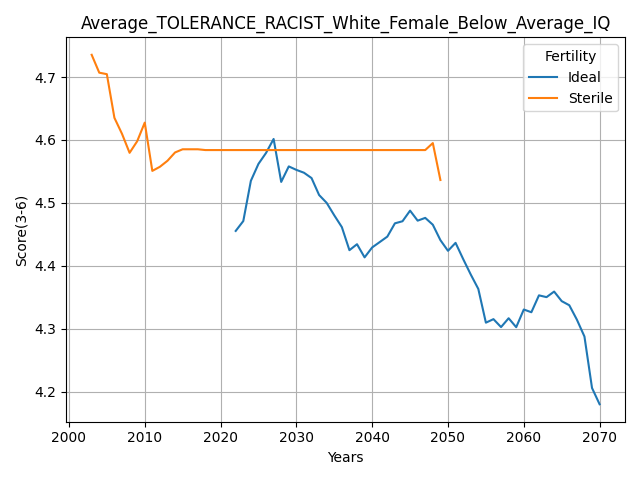 Average_TOLERANCE_RACIST_White_Female_Below_Average_IQ
Fertility
Ideal
Sterile
Score(3-6)
4.7
4.6
4.5
4.4
4.3
4.2
2000 2010 2020 2030 2040 2050 2060 2070
Years